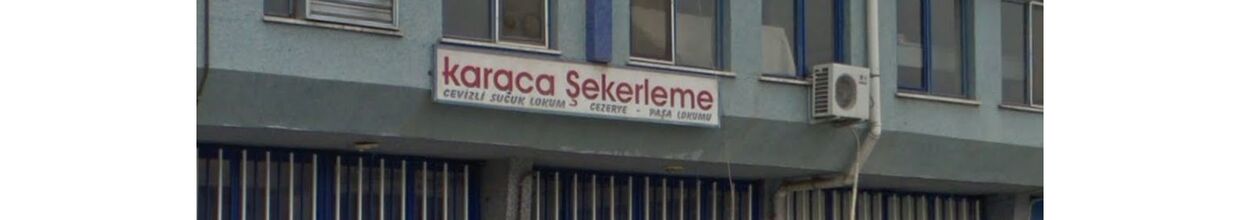 karaca Şekerleme
CEVİZLİ SUCUK LOKUM CEZERYE - PAŞA LOKUMU